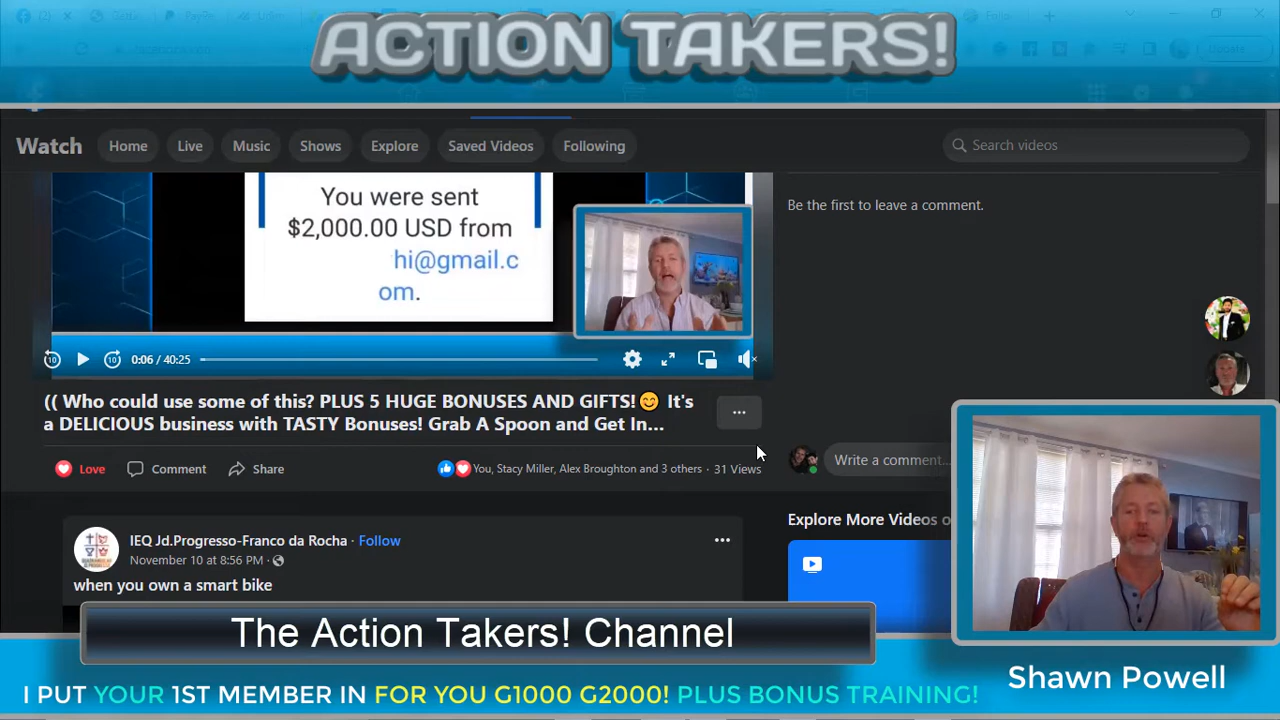 ACTION TAKERS!
Watch
Home
Live
Music
Shows
Explore
Saved Videos
Following
Search videos
You were sent
$2,000.00 USD from
hi@gmail.c
om.
Be the first to leave a comment.
10
10
0:06 / 40:25
(( Who could use some of this? PLUS 5 HUGE BONUSES AND GIFTS!😊 It's
a DELICIOUS business with TASTY Bonuses! Grab A Spoon and Get In...
Love
Comment
Share
You, Stacy Miller, Alex Broughton and 3 others · 31 Views
Write a comment...
Explore More Videos o
IEQ Jd.Progresso-Franco da Rocha · Follow
November 10 at 8:56 PM ·
when you own a smart bike
The Action Takers! Channel
Shawn Powell
I PUT YOUR 1ST MEMBER IN FOR YOU G1000 G2000! PLUS BONUS TRAINING!